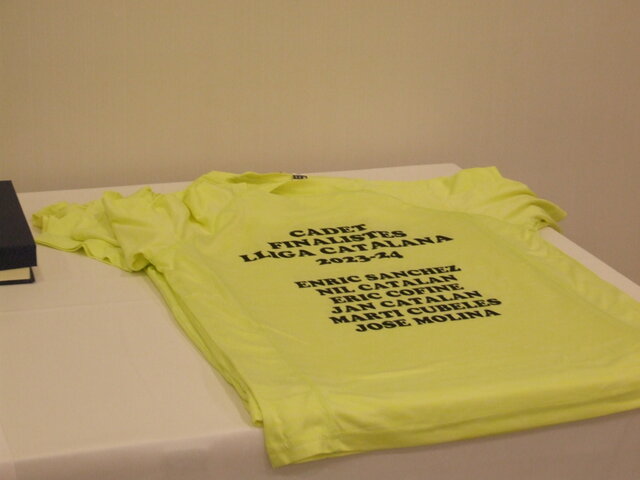 CADET
FINALISTES
LLIGA CATALANA
2023-24
ENRIC SANCHEZ
NIL CATALAN
ERIC COFINE
JAN CATALAN
MARTI CUBELES
JOSE MOLINA